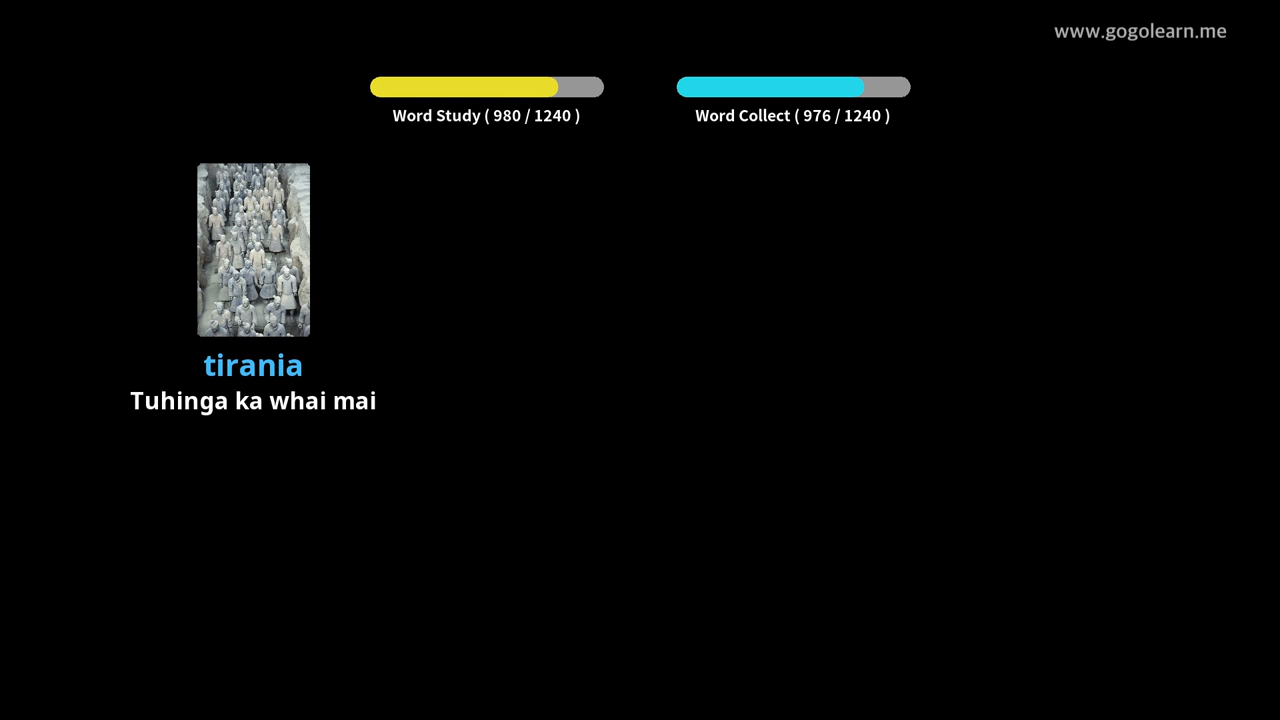 www.gogolearn.me
Word Study ( 980 / 1240 )
Word Collect ( 976 / 1240 )
tirania
Tuhinga ka whai mai